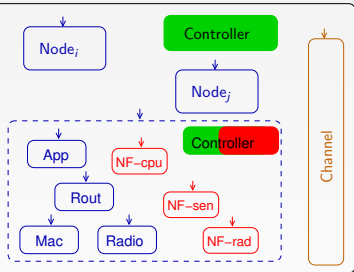 Controller
Node_i
Node_j
Controller
App
NF−cpu
Rout
NF−sen
Mac
Radio
NF−rad
Channel